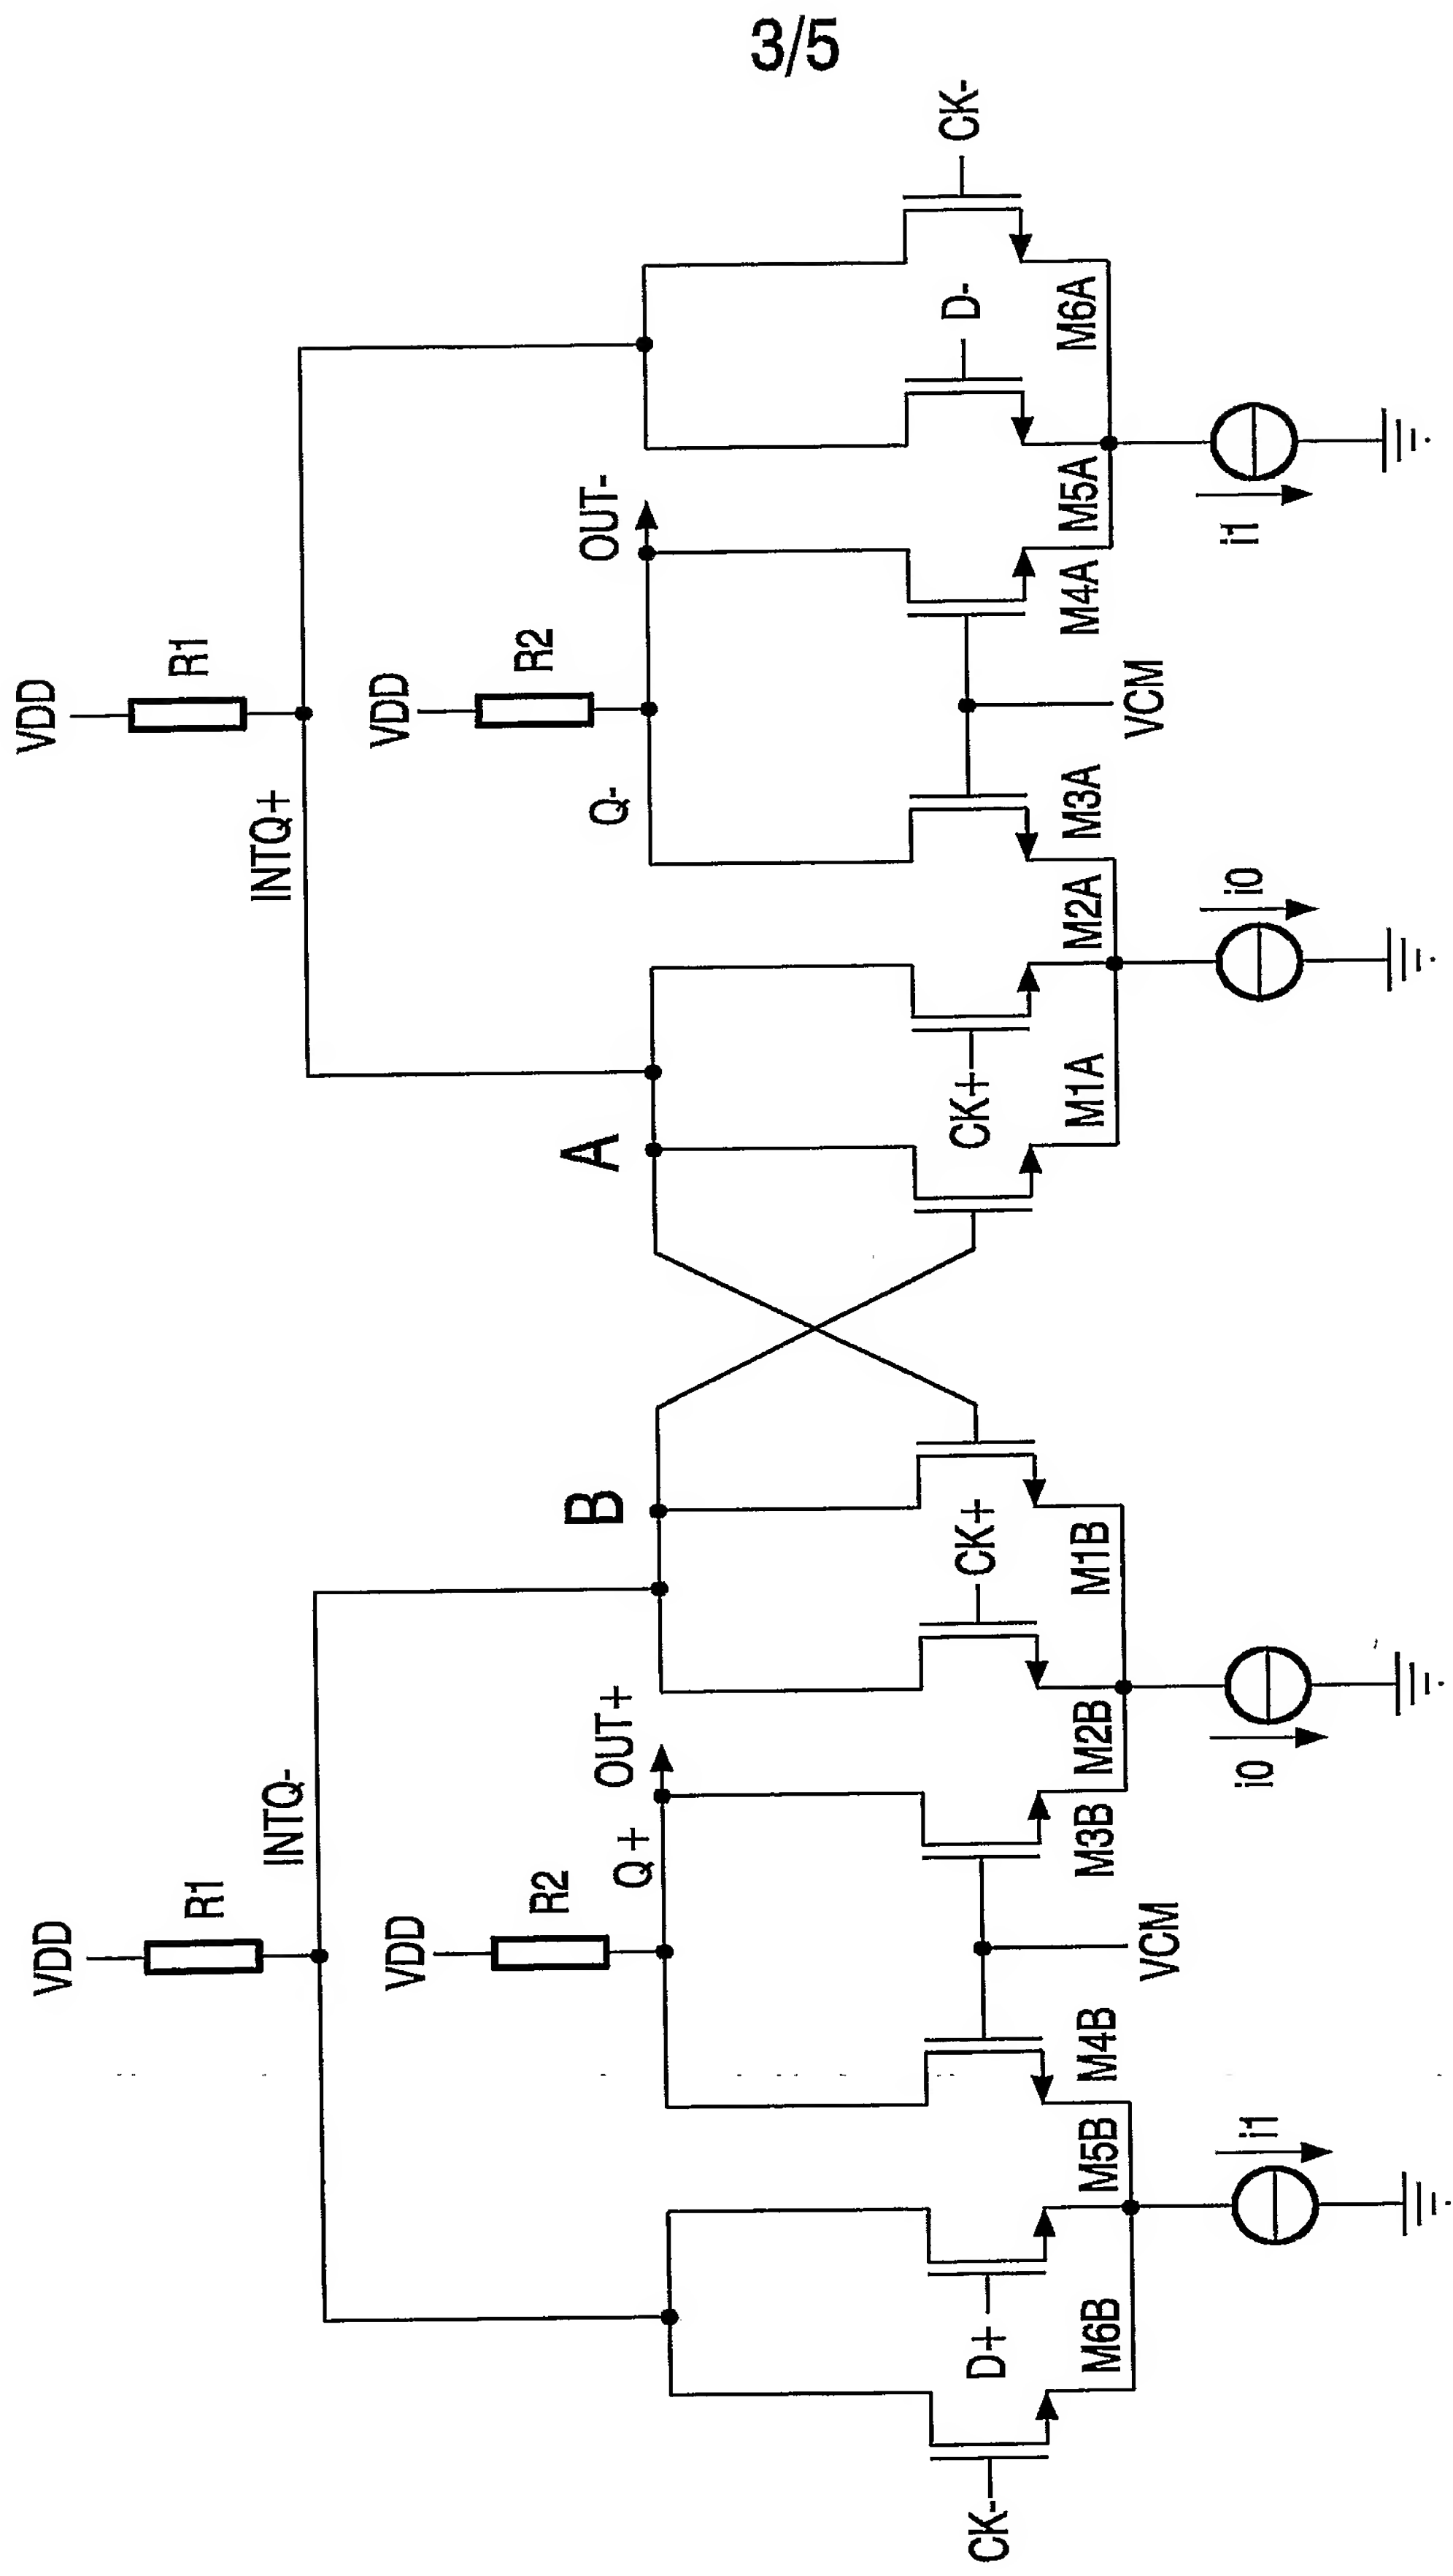 3/5
VDD
R1
INTQ-
VDD
R2
Q+
OUT+
B
CK-
D+
M6B
M5B
M4B
VCM
M3B
M2B
CK+
M1B
i1
i0
VDD
R1
INTQ+
VDD
R2
Q-
OUT-
A
M1A
CK+
M2A
M3A
VCM
M4A
M5A
D-
M6A
CK-
i0
i1